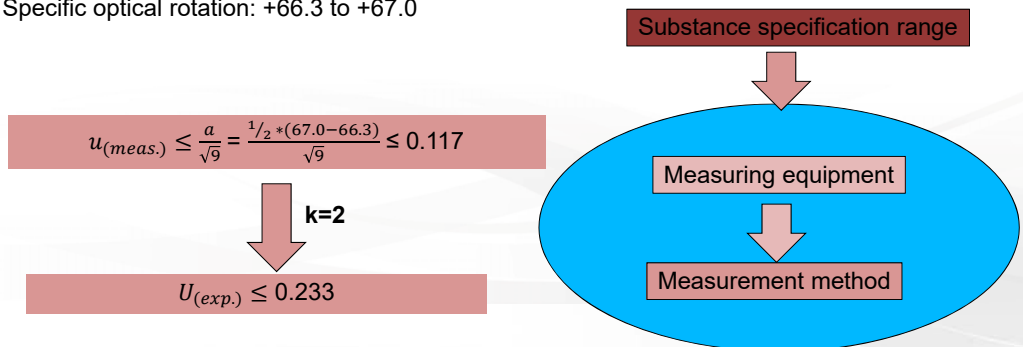 Specific optical rotation: +66.3 to +67.0
Substance specification range
u(meas.) ≤ a/√9 = ½ *(67.0−66.3)/√9 ≤ 0.117
k=2
U(exp.) ≤ 0.233
Measuring equipment
Measurement method